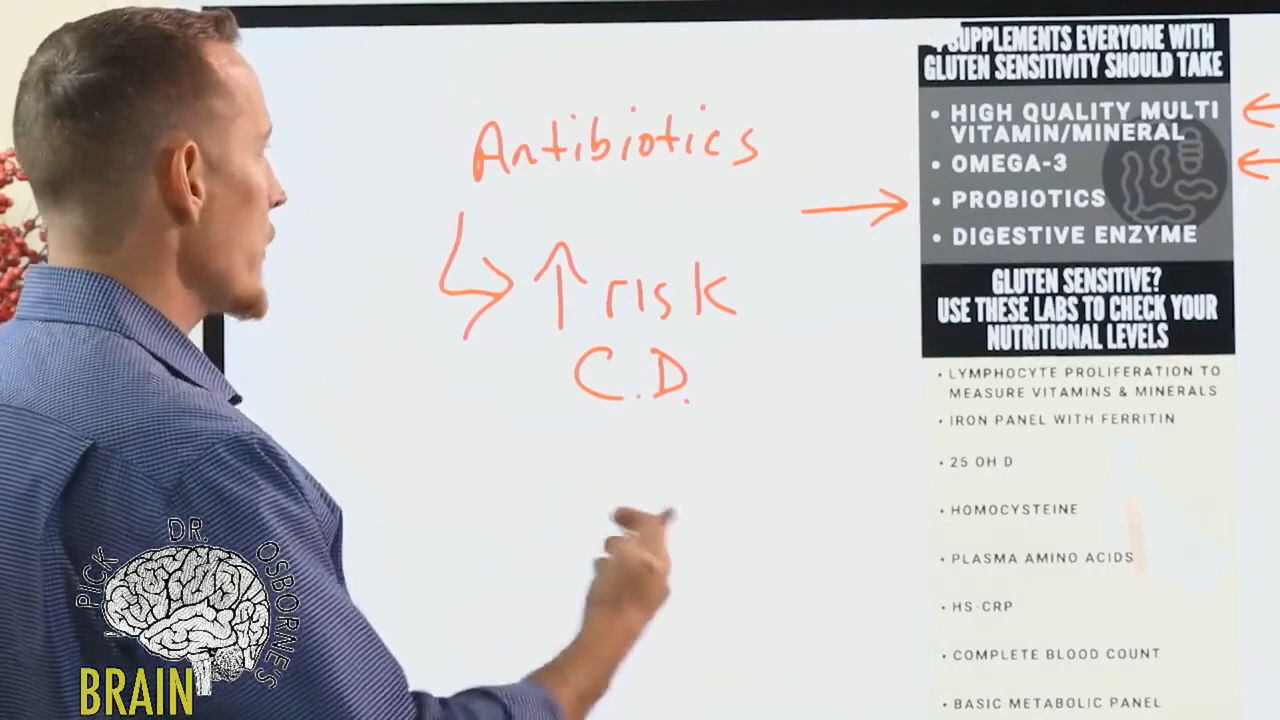 Antibiotics
↑ risk
C.D.
SUPPLEMENTS EVERYONE WITH
GLUTEN SENSITIVITY SHOULD TAKE
• HIGH QUALITY MULTI
VITAMIN/MINERAL
• OMEGA-3
• PROBIOTICS
• DIGESTIVE ENZYME
GLUTEN SENSITIVE?
USE THESE LABS TO CHECK YOUR
NUTRITIONAL LEVELS
• LYMPHOCYTE PROLIFERATION TO
MEASURE VITAMINS & MINERALS
• IRON PANEL WITH FERRITIN
• 25 OH D
• HOMOCYSTEINE
• PLASMA AMINO ACIDS
• HS-CRP
• COMPLETE BLOOD COUNT
• BASIC METABOLIC PANEL
PICK DR. OSBORNE'S
BRAIN